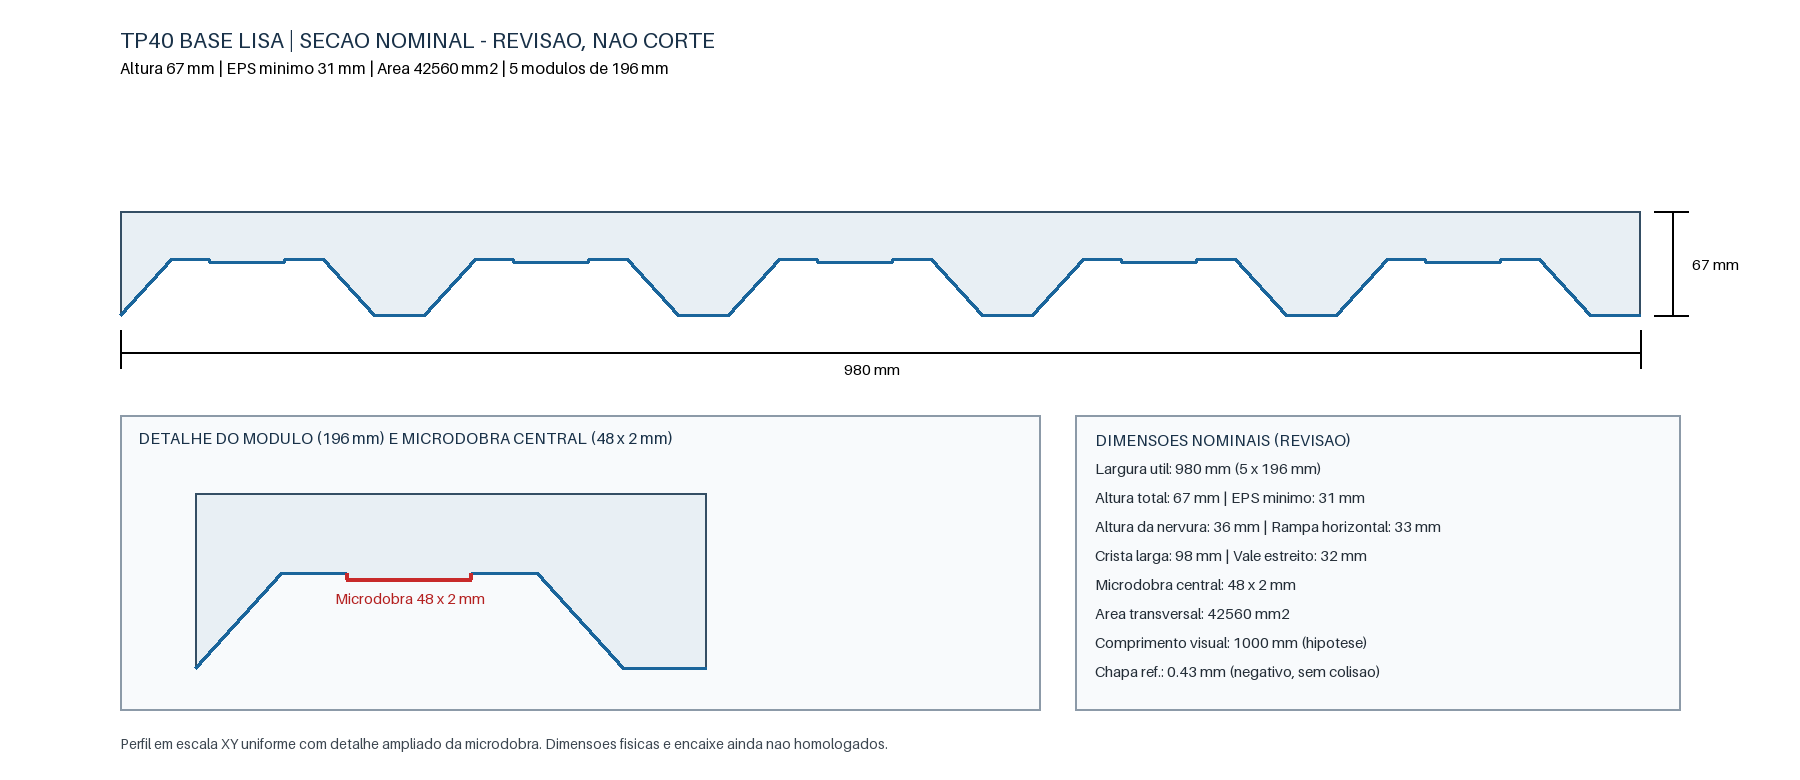 TP40 BASE LISA | SECAO NOMINAL - REVISAO, NAO CORTE
Altura 67 mm | EPS minimo 31 mm | Area 42560 mm2 | 5 modulos de 196 mm
67 mm
980 mm
DETALHE DO MODULO (196 mm) E MICRODOBRA CENTRAL (48 x 2 mm)
Microdobra 48 x 2 mm
DIMENSOES NOMINAIS (REVISAO)
Largura util: 980 mm (5 x 196 mm)
Altura total: 67 mm | EPS minimo: 31 mm
Altura da nervura: 36 mm | Rampa horizontal: 33 mm
Crista larga: 98 mm | Vale estreito: 32 mm
Microdobra central: 48 x 2 mm
Area transversal: 42560 mm2
Comprimento visual: 1000 mm (hipotese)
Chapa ref.: 0.43 mm (negativo, sem colisao)
Perfil em escala XY uniforme com detalhe ampliado da microdobra. Dimensoes fisicas e encaixe ainda nao homologados.